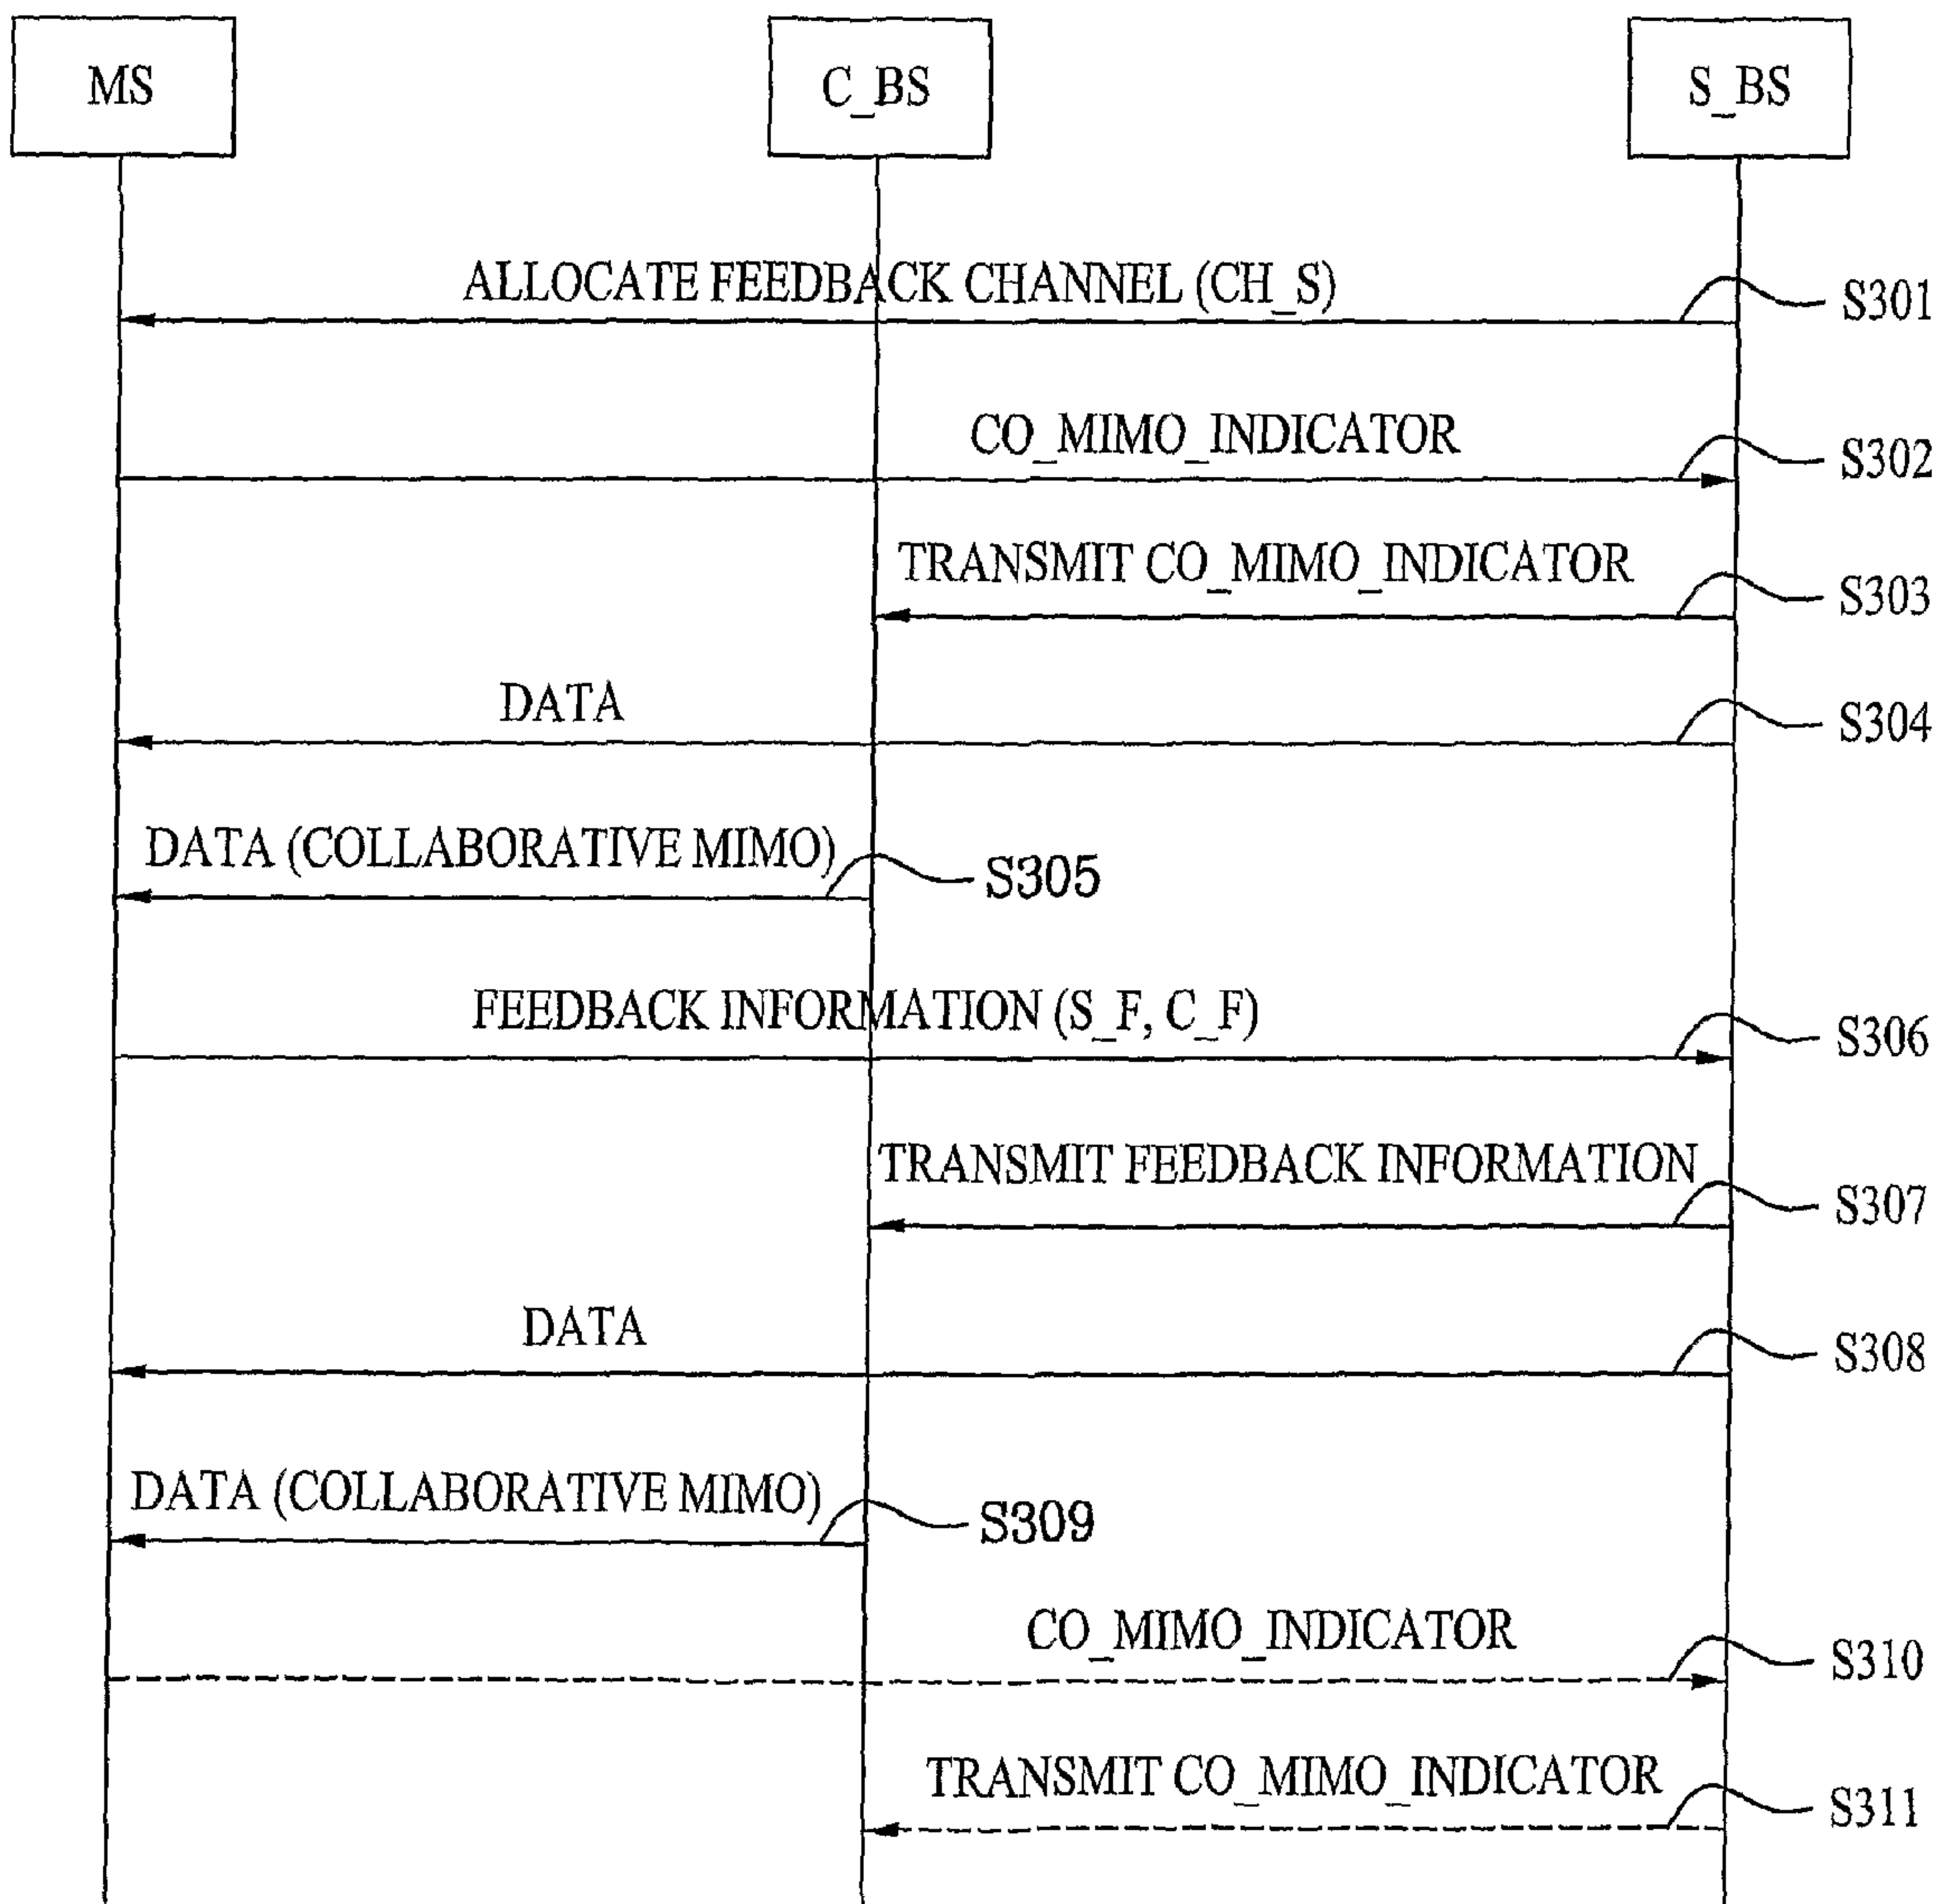 MS
C_BS
S_BS
ALLOCATE FEEDBACK CHANNEL (CH_S)
S301
CO_MIMO_INDICATOR
S302
TRANSMIT CO_MIMO_INDICATOR
S303
DATA
S304
DATA (COLLABORATIVE MIMO)
S305
FEEDBACK INFORMATION (S_F, C_F)
S306
TRANSMIT FEEDBACK INFORMATION
S307
DATA
S308
DATA (COLLABORATIVE MIMO)
S309
CO_MIMO_INDICATOR
S310
TRANSMIT CO_MIMO_INDICATOR
S311